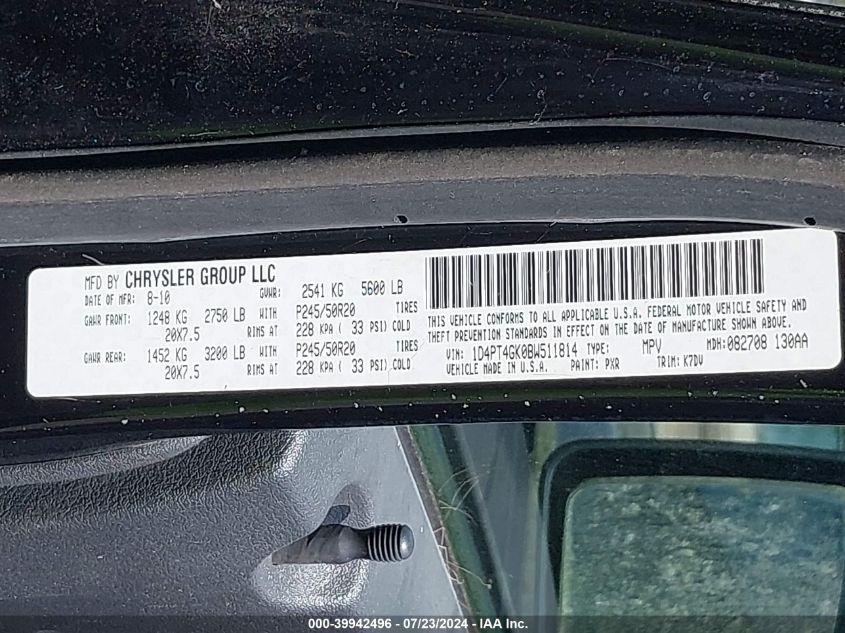 MFD BY CHRYSLER GROUP LLC
DATE OF MFR: 8-10 GVWR: 2541 KG 5600 LB
GAWR FRONT: 1248 KG 2750 LB WITH P245/50R20 TIRES
20X7.5 RIMS AT 228 KPA ( 33 PSI) COLD
GAWR REAR: 1452 KG 3200 LB WITH P245/50R20 TIRES
20X7.5 RIMS AT 228 KPA ( 33 PSI) COLD
THIS VEHICLE CONFORMS TO ALL APPLICABLE U.S.A. FEDERAL MOTOR VEHICLE SAFETY AND
THEFT PREVENTION STANDARDS IN EFFECT ON THE DATE OF MANUFACTURE SHOWN ABOVE.
VIN: 1D4PT4GK0BW511814 TYPE: MPV MDH: 082708 130AA
VEHICLE MADE IN U.S.A. PAINT: PXR TRIM: K7DV
000-39942496 - 07/23/2024 - IAA Inc.